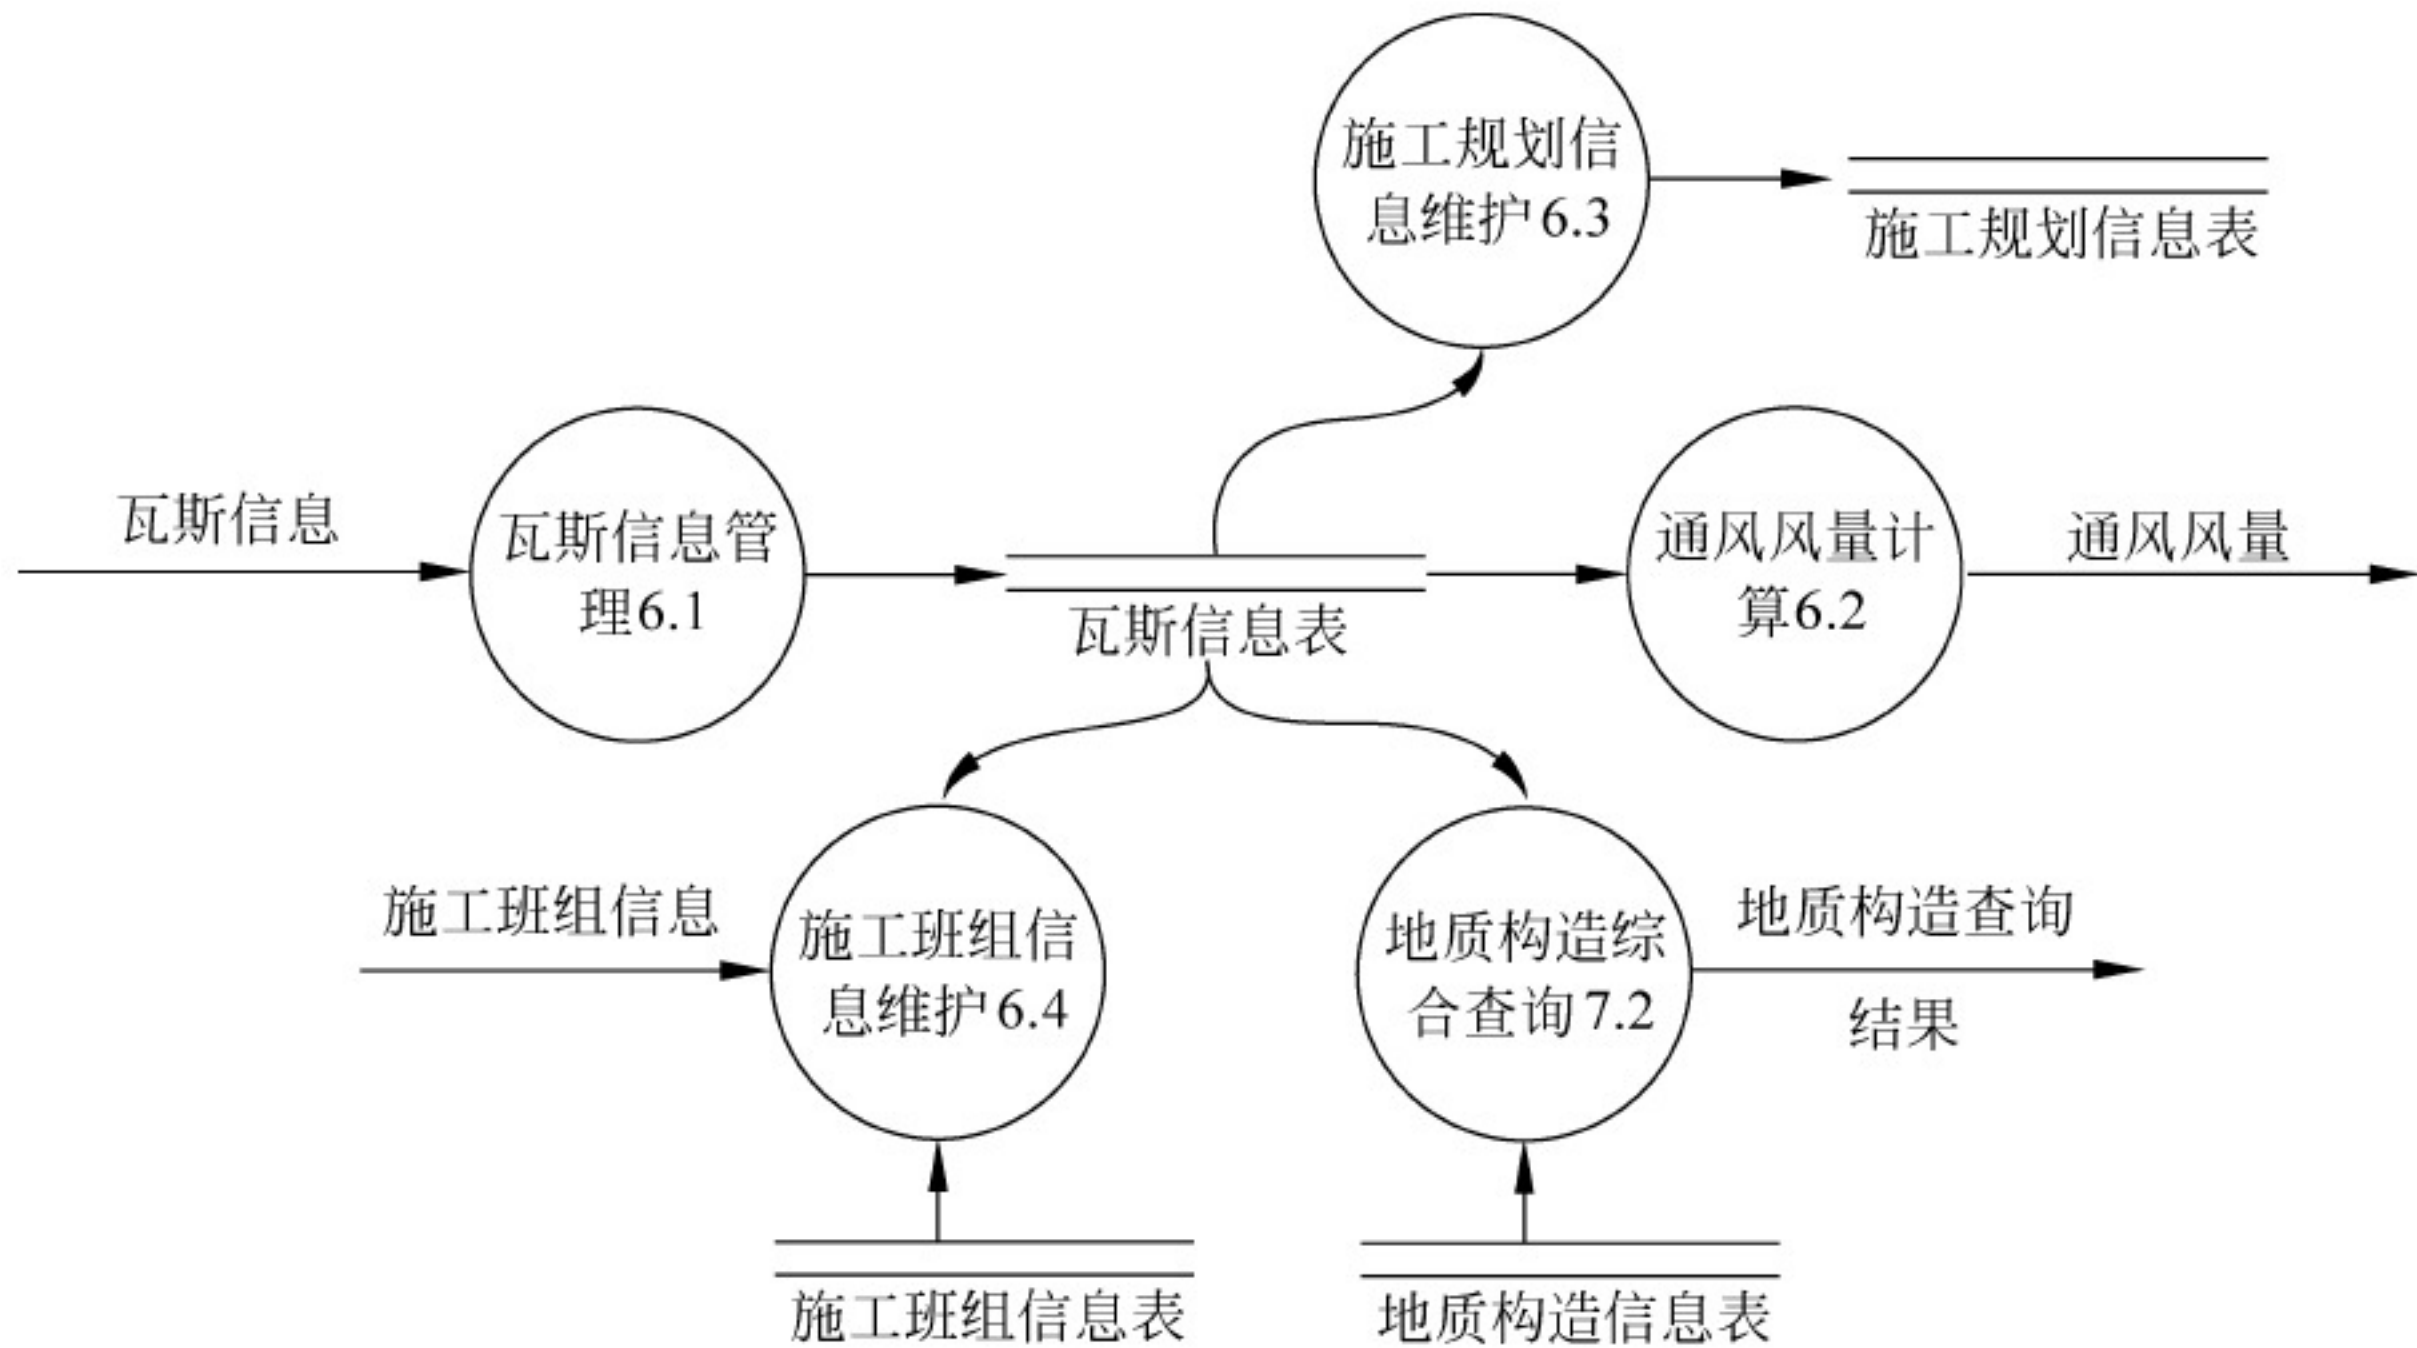 施工规划信
息维护6.3
施工规划信息表
瓦斯信息
瓦斯信息管
理6.1
瓦斯信息表
通风风量计
算6.2
通风风量
施工班组信息
施工班组信
息维护6.4
地质构造综
合查询7.2
地质构造查询
结果
施工班组信息表
地质构造信息表